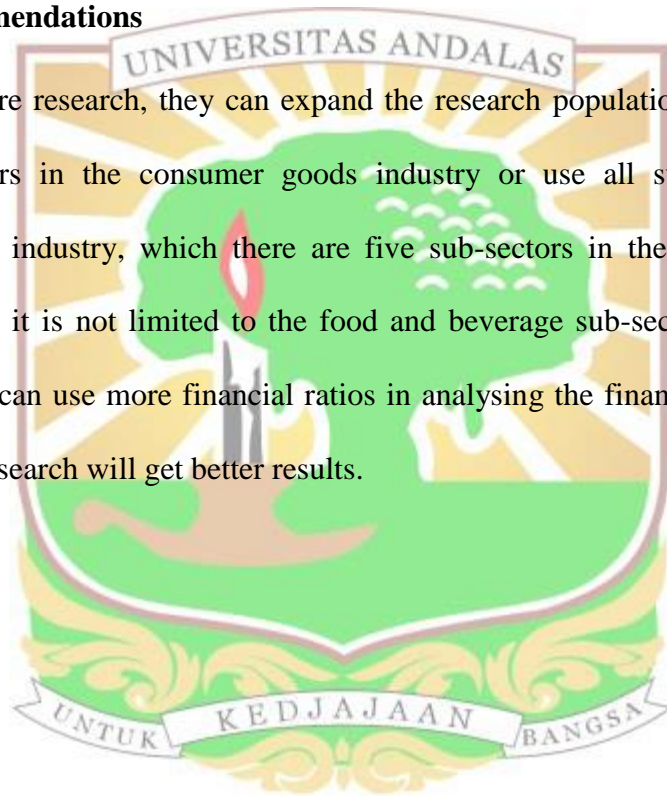 mendations
UNIVERSITAS ANDALAS
re research, they can expand the research populatio
rs in the consumer goods industry or use all s
industry, which there are five sub-sectors in the
it is not limited to the food and beverage sub-sec
can use more financial ratios in analysing the finan
search will get better results.
UNTUK KEDJAJAAN BANGSA